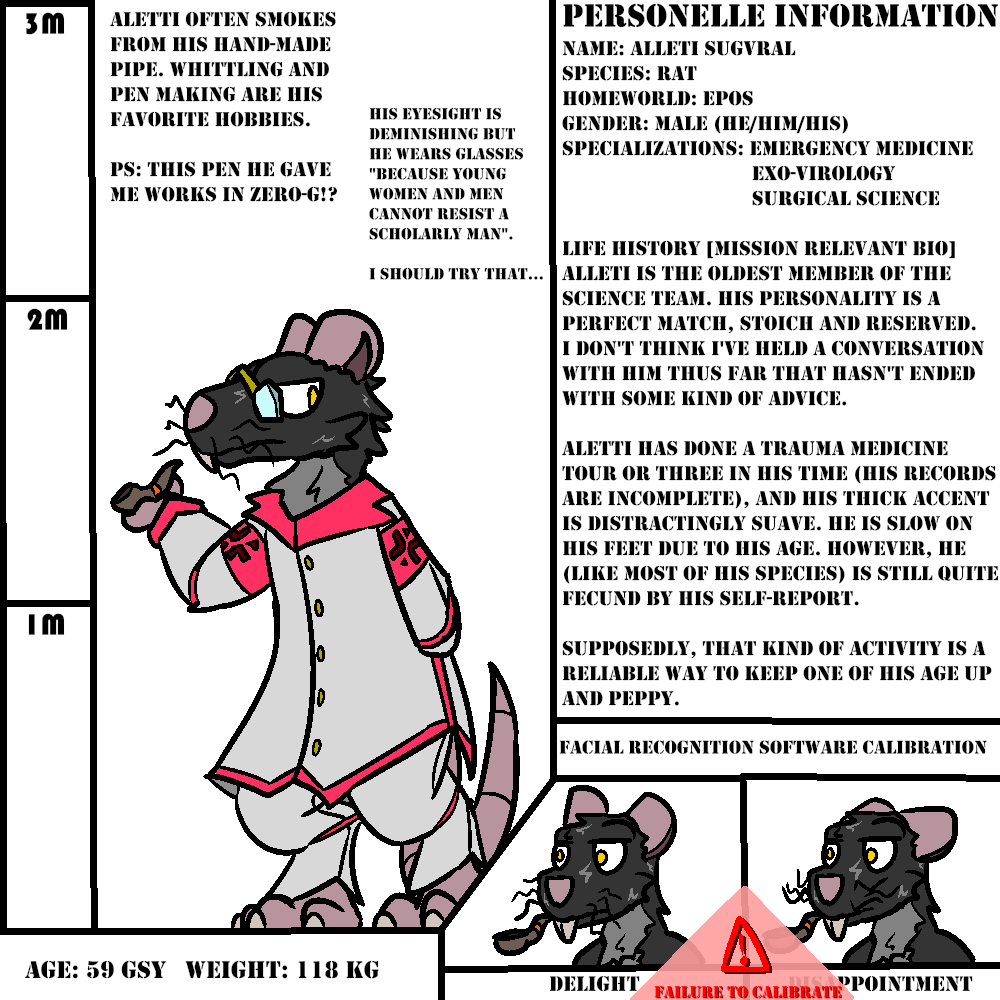 3M
2M
1M
ALETTI OFTEN SMOKES
FROM HIS HAND-MADE
PIPE. WHITTLING AND
PEN MAKING ARE HIS
FAVORITE HOBBIES.
PS: THIS PEN HE GAVE
ME WORKS IN ZERO-G!?
HIS EYESIGHT IS
DEMINISHING BUT
HE WEARS GLASSES
"BECAUSE YOUNG
WOMEN AND MEN
CANNOT RESIST A
SCHOLARLY MAN".
I SHOULD TRY THAT...
PERSONELLE INFORMATION
NAME: ALLETI SUGVRAL
SPECIES: RAT
HOMEWORLD: EPOS
GENDER: MALE (HE/HIM/HIS)
SPECIALIZATIONS: EMERGENCY MEDICINE
EXO-VIROLOGY
SURGICAL SCIENCE
LIFE HISTORY [MISSION RELEVANT BIO]
ALLETI IS THE OLDEST MEMBER OF THE
SCIENCE TEAM. HIS PERSONALITY IS A
PERFECT MATCH, STOICH AND RESERVED.
I DON'T THINK I'VE HELD A CONVERSATION
WITH HIM THUS FAR THAT HASN'T ENDED
WITH SOME KIND OF ADVICE.
ALETTI HAS DONE A TRAUMA MEDICINE
TOUR OR THREE IN HIS TIME (HIS RECORDS
ARE INCOMPLETE), AND HIS THICK ACCENT
IS DISTRACTINGLY SUAVE. HE IS SLOW ON
HIS FEET DUE TO HIS AGE. HOWEVER, HE
(LIKE MOST OF HIS SPECIES) IS STILL QUITE
FECUND BY HIS SELF-REPORT.
SUPPOSEDLY, THAT KIND OF ACTIVITY IS A
RELIABLE WAY TO KEEP ONE OF HIS AGE UP
AND PEPPY.
FACIAL RECOGNITION SOFTWARE CALIBRATION
DELIGHT
DISAPPOINTMENT
!
FAILURE TO CALIBRATE
AGE: 59 GSY WEIGHT: 118 KG